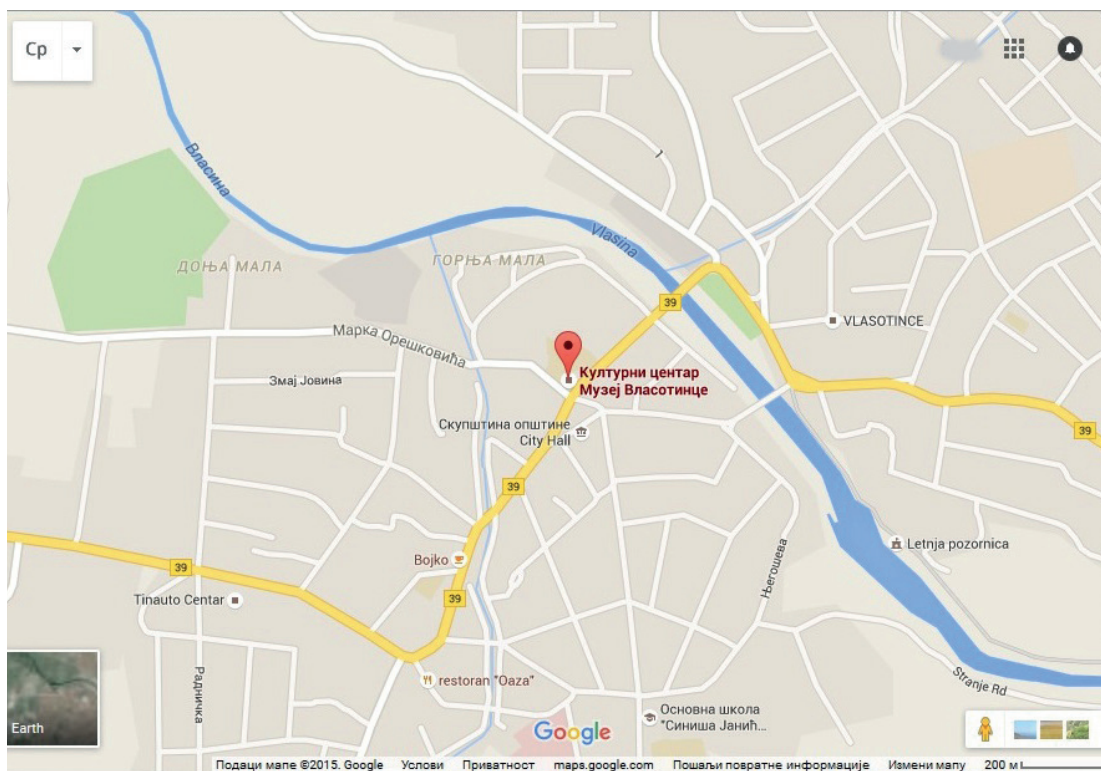 Ср
Власина
Vlasina
ДОЊА МАЛА
ГОРЊА МАЛА
39
VLASOTINCE
Марка Орешковића
Културни центар
Музеј Власотинце
Змај Јовина
Скупштина општине
City Hall
39
39
Letnja pozornica
Bojko
Његошева
39
39
Tinauto Centar
Радничка
restoran "Oaza"
Stranje Rd
Основна школа
"Синиша Јанић...
Earth
Google
Подаци мапе ©2015. Google Услови Приватност maps.google.com Пошаљи повратне информације Измени мапу 200 м